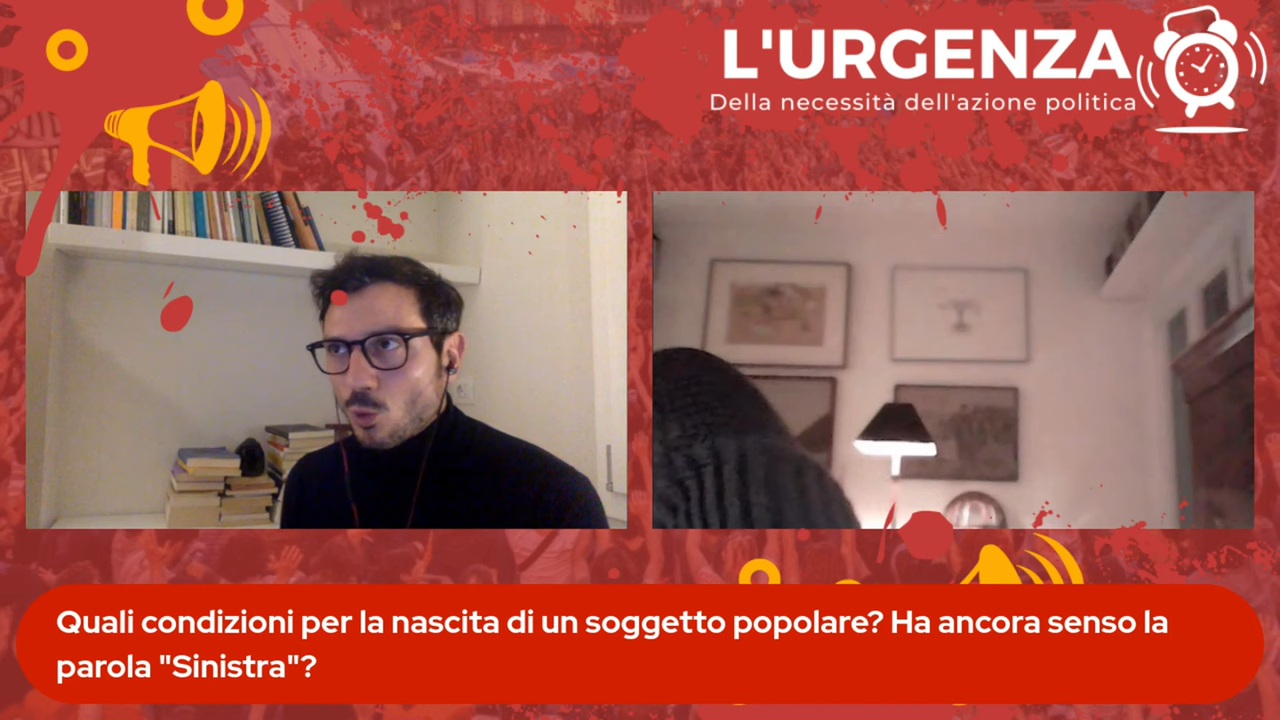 L'URGENZA
Della necessità dell'azione politica
Quali condizioni per la nascita di un soggetto popolare? Ha ancora senso la
parola "Sinistra"?